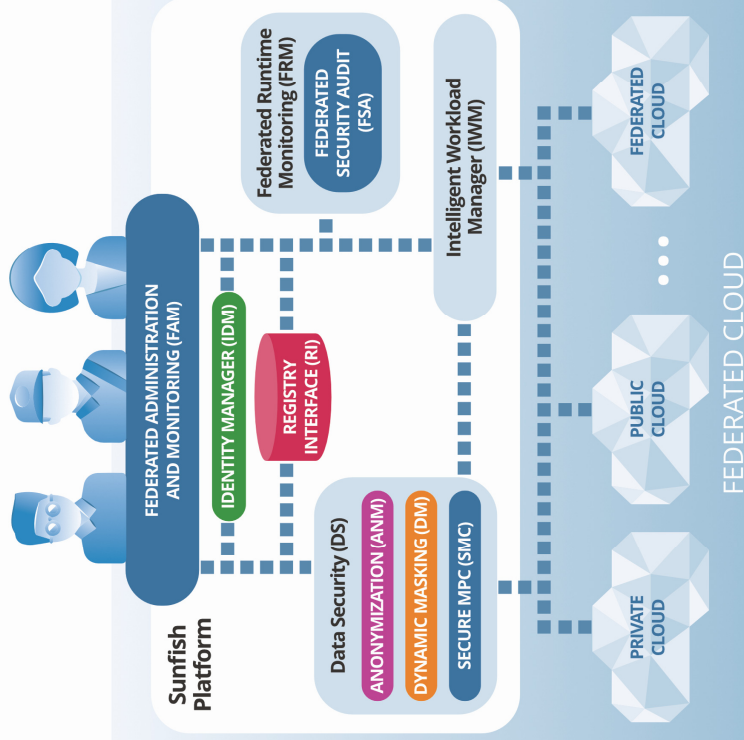 Sunfish
Platform
FEDERATED ADMINISTRATION
AND MONITORING (FAM)
IDENTITY MANAGER (IDM)
REGISTRY
INTERFACE (RI)
Federated Runtime
Monitoring (FRM)
FEDERATED
SECURITY AUDIT
(FSA)
Data Security (DS)
ANONYMIZATION (ANM)
DYNAMIC MASKING (DM)
SECURE MPC (SMC)
Intelligent Workload
Manager (IWM)
PRIVATE
CLOUD
PUBLIC
CLOUD
FEDERATED
CLOUD
FEDERATED CLOUD